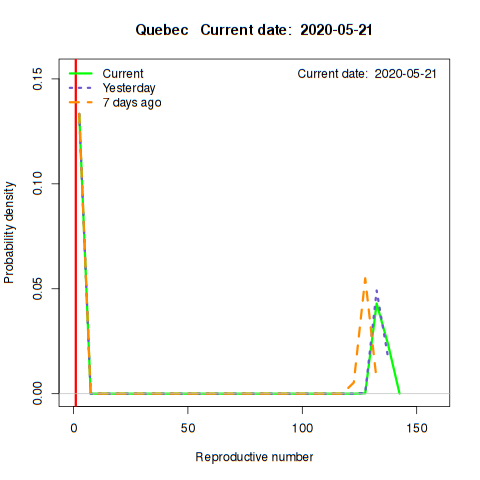 Quebec   Current date:  2020-05-21
Current
Yesterday
7 days ago
Current date:  2020-05-21
Probability density
0.15
0.10
0.05
0.00
0
50
100
150
Reproductive number